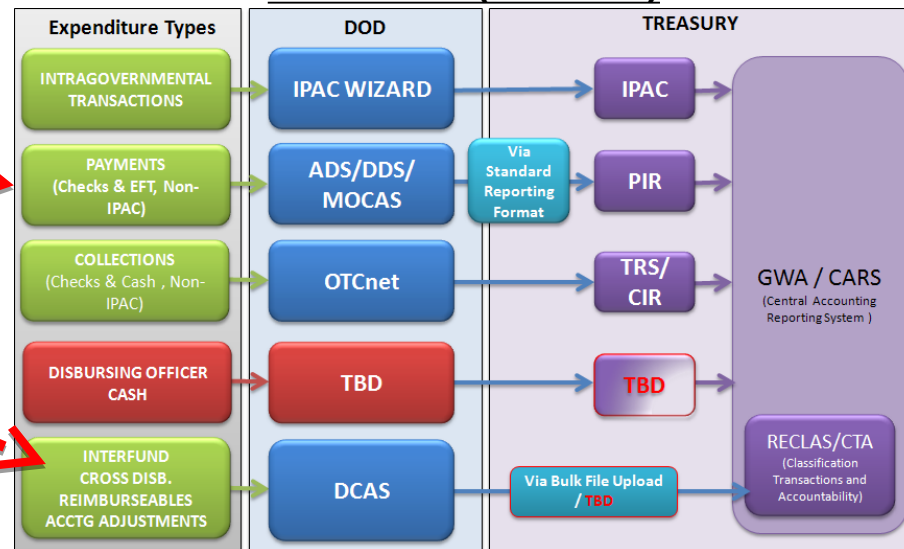 Expenditure Types
DOD
TREASURY
INTRAGOVERNMENTAL
TRANSACTIONS
IPAC WIZARD
IPAC
PAYMENTS
(Checks & EFT, Non-
IPAC)
ADS/DDS/
MOCAS
Via
Standard
Reporting
Format
PIR
COLLECTIONS
(Checks & Cash , Non-
IPAC)
OTCnet
TRS/
CIR
GWA / CARS
(Central Accounting
Reporting System )
DISBURSING OFFICER
CASH
TBD
TBD
INTERFUND
CROSS DISB.
REIMBURSEABLES
ACCTG ADJUSTMENTS
DCAS
Via Bulk File Upload
/ TBD
RECLAS/CTA
(Classification
Transactions and
Accountability)